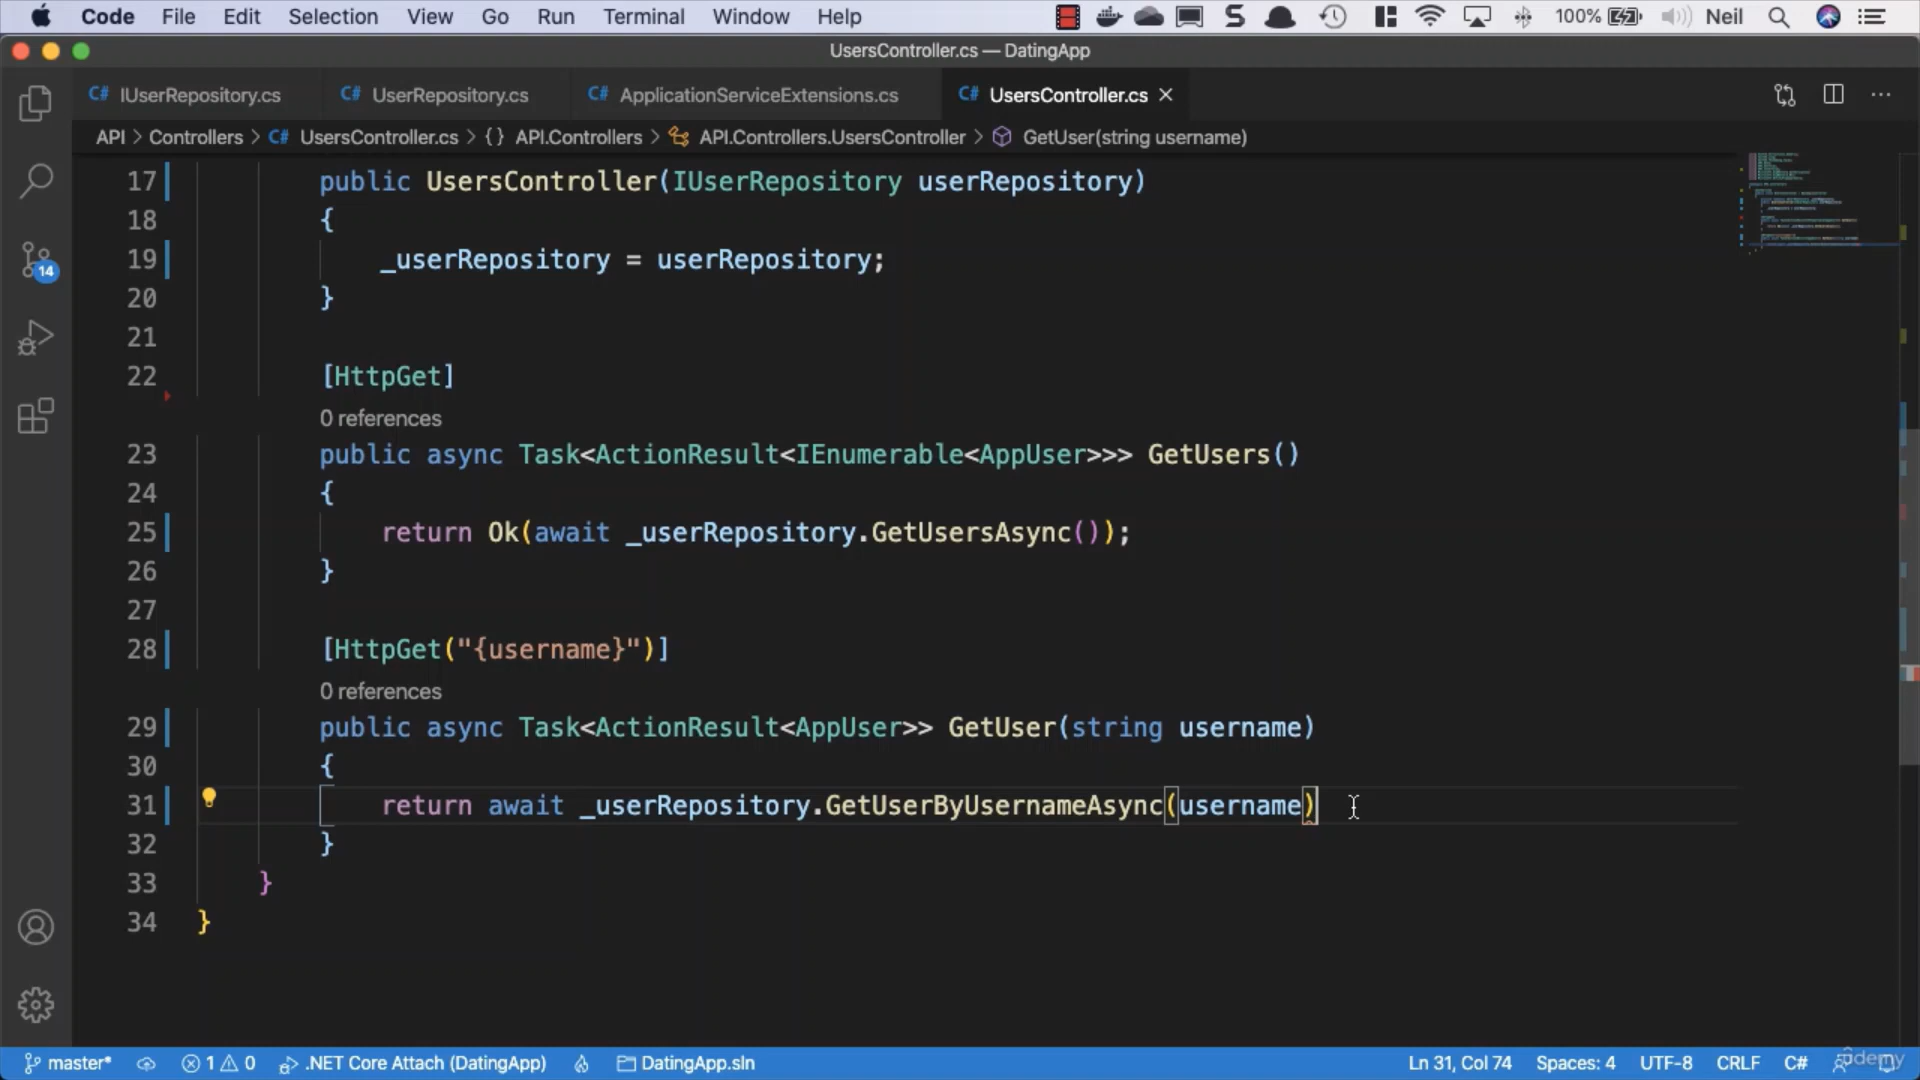 Code File Edit Selection View Go Run Terminal Window Help 100% Neil
UsersController.cs — DatingApp
C# IUserRepository.cs C# UserRepository.cs C# ApplicationServiceExtensions.cs C# UsersController.cs
API > Controllers > C# UsersController.cs > {} API.Controllers > API.Controllers.UsersController > GetUser(string username)
17 public UsersController(IUserRepository userRepository)
18 {
19 _userRepository = userRepository;
20 }
21
22 [HttpGet]
0 references
23 public async Task<ActionResult<IEnumerable<AppUser>>> GetUsers()
24 {
25 return Ok(await _userRepository.GetUsersAsync());
26 }
27
28 [HttpGet("{username}")]
0 references
29 public async Task<ActionResult<AppUser>> GetUser(string username)
30 {
31 return await _userRepository.GetUserByUsernameAsync(username)
32 }
33 }
34 }
14
master* 1 0 .NET Core Attach (DatingApp) DatingApp.sln Ln 31, Col 74 Spaces: 4 UTF-8 CRLF C#
udemy